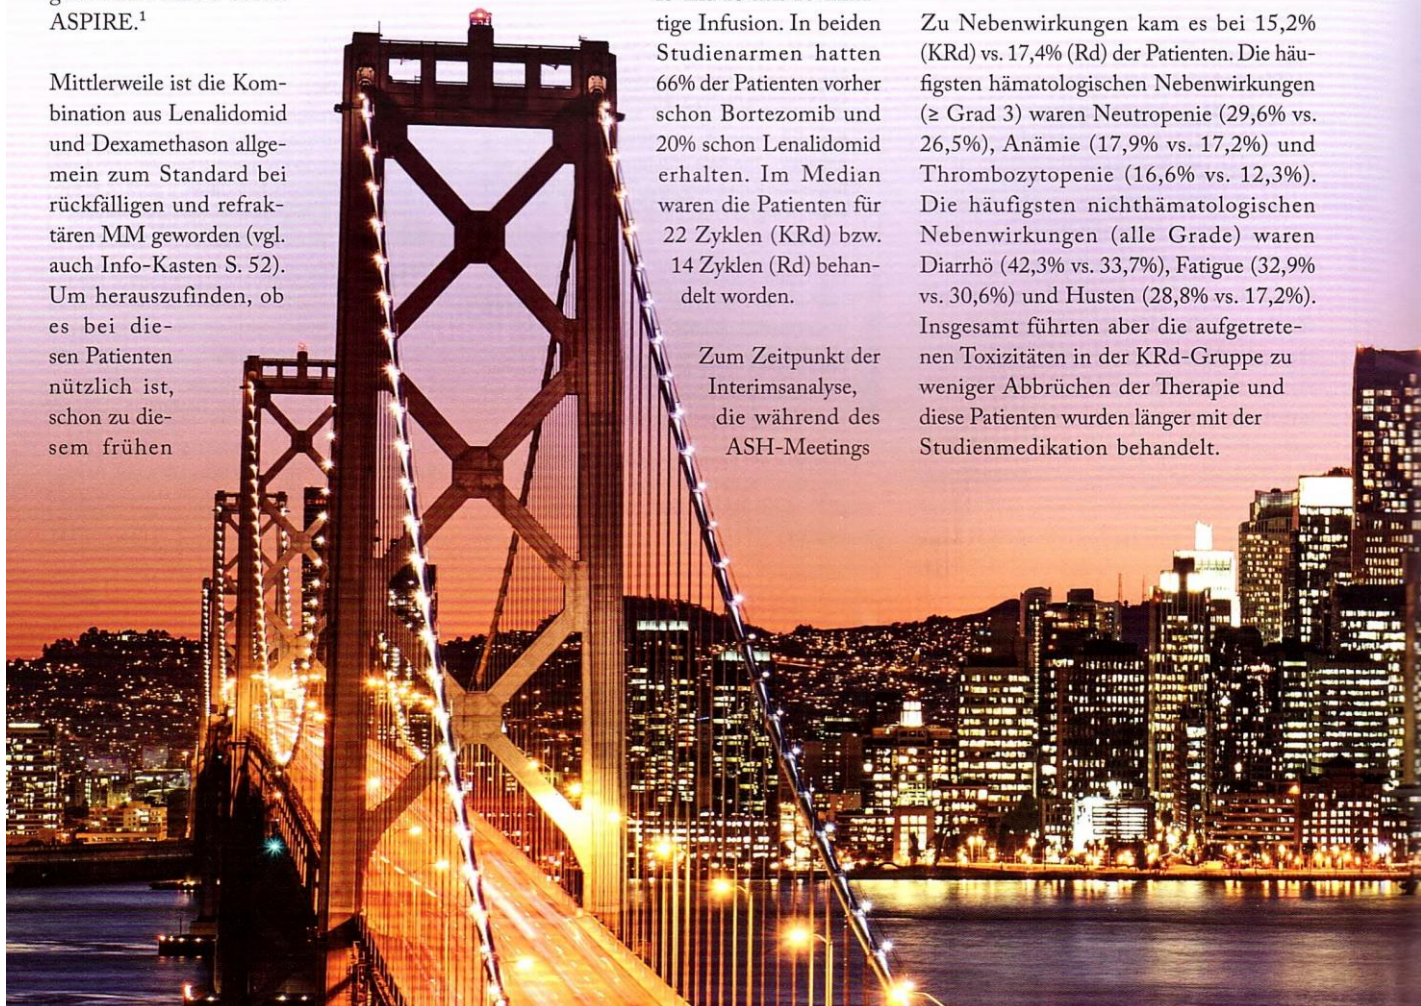 ASPIRE.¹
Mittlerweile ist die Kom-
bination aus Lenalidomid
und Dexamethason allge-
mein zum Standard bei
rückfälligen und refrak-
tären MM geworden (vgl.
auch Info-Kasten S. 52).
Um herauszufinden, ob
es bei die-
sen Patienten
nützlich ist,
schon zu die-
sem frühen
tige Infusion. In beiden
Studienarmen hatten
66% der Patienten vorher
schon Bortezomib und
20% schon Lenalidomid
erhalten. Im Median
waren die Patienten für
22 Zyklen (KRd) bzw.
14 Zyklen (Rd) behan-
delt worden.
Zum Zeitpunkt der
Interimsanalyse,
die während des
ASH-Meetings
Zu Nebenwirkungen kam es bei 15,2%
(KRd) vs. 17,4% (Rd) der Patienten. Die häu-
figsten hämatologischen Nebenwirkungen
(≥ Grad 3) waren Neutropenie (29,6% vs.
26,5%), Anämie (17,9% vs. 17,2%) und
Thrombozytopenie (16,6% vs. 12,3%).
Die häufigsten nichthämatologischen
Nebenwirkungen (alle Grade) waren
Diarrhö (42,3% vs. 33,7%), Fatigue (32,9%
vs. 30,6%) und Husten (28,8% vs. 17,2%).
Insgesamt führten aber die aufgetrete-
nen Toxizitäten in der KRd-Gruppe zu
weniger Abbrüchen der Therapie und
diese Patienten wurden länger mit der
Studienmedikation behandelt.